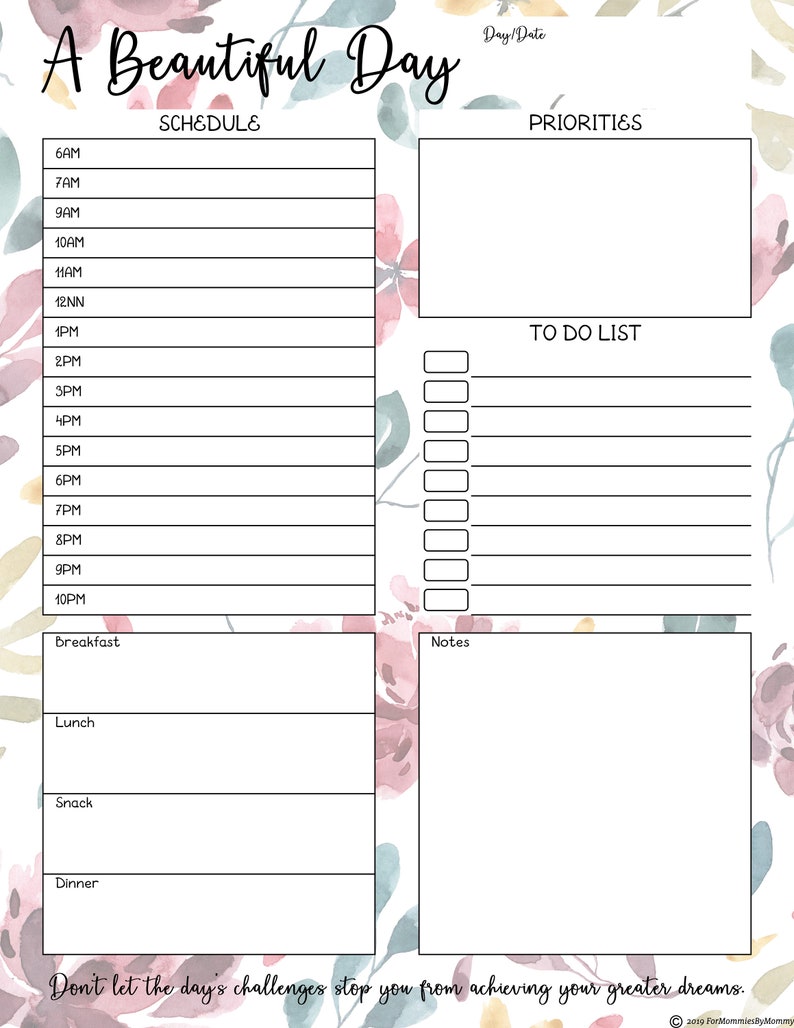 A Beautiful Day
Day/Date
SCHEDULE
6AM
7AM
9AM
10AM
11AM
12NN
1PM
2PM
3PM
4PM
5PM
6PM
7PM
8PM
9PM
10PM
PRIORITIES
TO DO LIST
Breakfast
Lunch
Snack
Dinner
Notes
Don't let the day's challenges stop you from achieving your greater dreams.
© 2019 ForMommiesByMommy